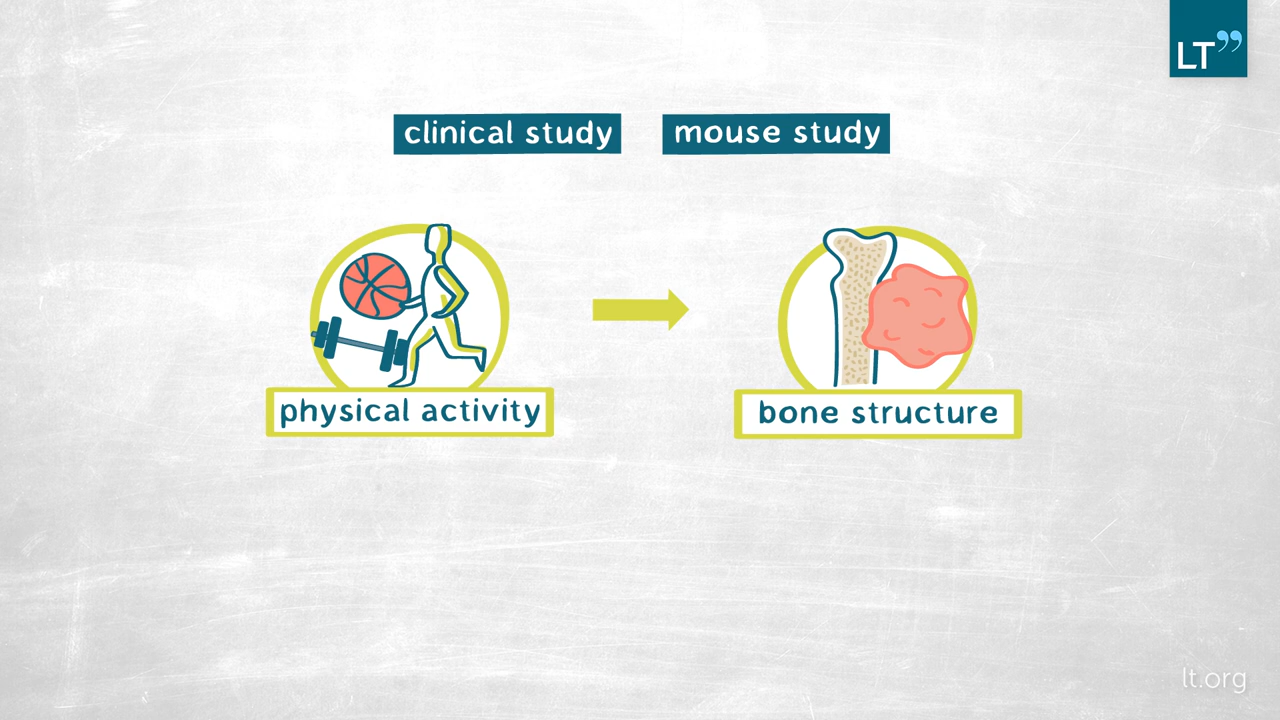 LT”
clinical study
mouse study
physical activity
bone structure
lt.org